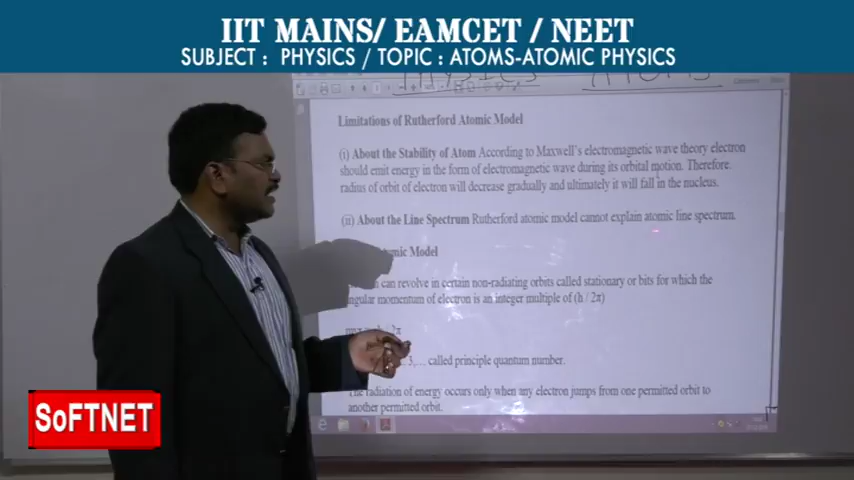 IIT MAINS/ EAMCET / NEET
SUBJECT : PHYSICS / TOPIC : ATOMS-ATOMIC PHYSICS
Limitations of Rutherford Atomic Model
(i) About the Stability of Atom According to Maxwell's electromagnetic wave theory electron
should emit energy in the form of electromagnetic wave during its orbital motion. Therefore.
radius of orbit of electron will decrease gradually and ultimately it will fall in the nucleus.
(ii) About the Line Spectrum Rutherford atomic model cannot explain atomic line spectrum.
Model
can revolve in certain non-radiating orbits called stationary or bits for which the
momentum of electron is an integer multiple of (h / 2π)
2π
3,.... called principle quantum number.
The radiation of energy occurs only when any electron jumps from one permitted orbit to
another permitted orbit.
SoFTNET